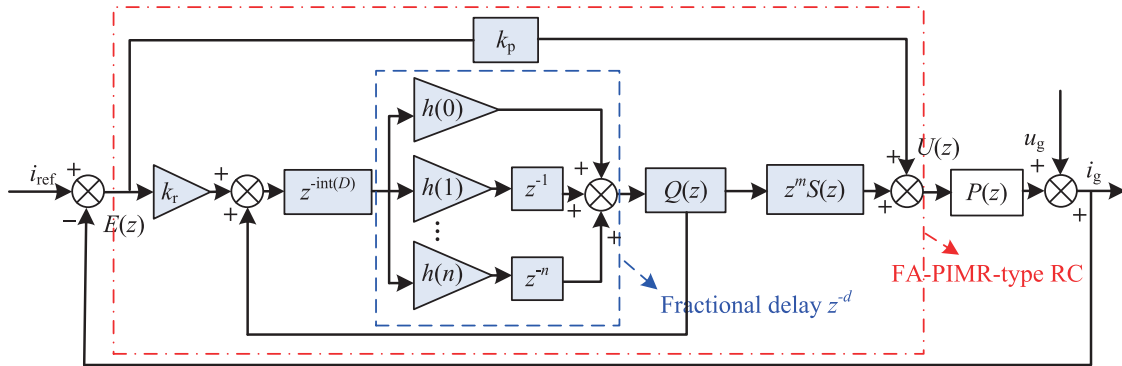 k_p
h(0)
i_ref
+
−
E(z)
k_r
+
+
z^-int(D)
h(1)
z^-1
+
+
+
Q(z)
z^m S(z)
+
+
U(z)
P(z)
u_g
+
+
i_g
...
h(n)
z^-n
FA-PIMR-type RC
Fractional delay z^-d